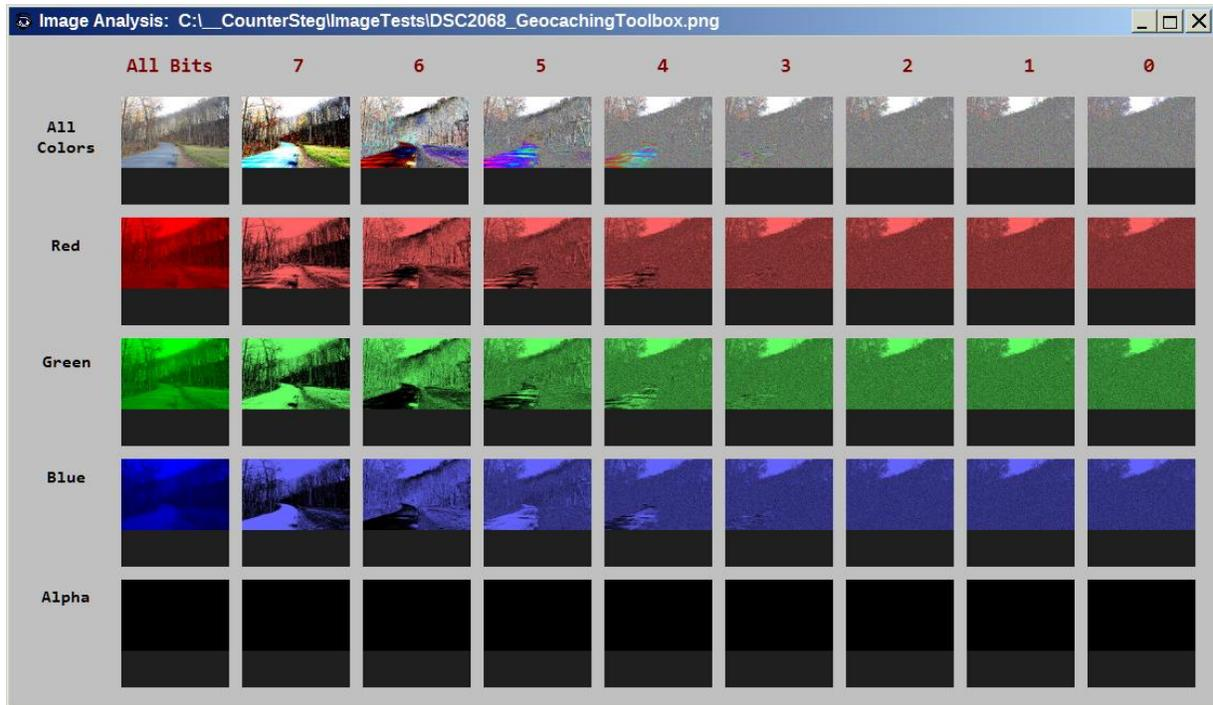 Image Analysis: C:\__CounterSteg\ImageTests\DSC2068_GeocachingToolbox.png
All Bits 7 6 5 4 3 2 1 0
All
Colors
Red
Green
Blue
Alpha